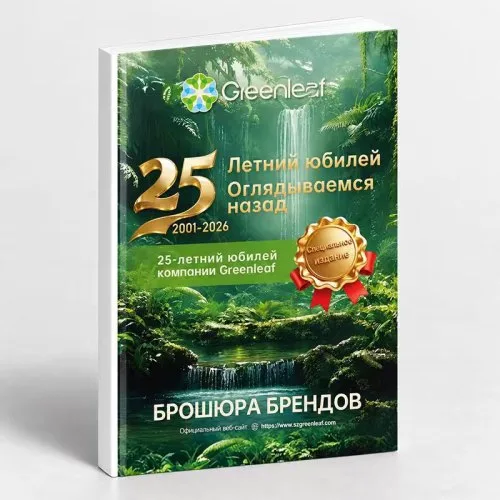 Greenleaf
25 Летний юбилей
2001-2026 Оглядываемся
назад
25-летний юбилей
компании Greenleaf
Специальное
издание
БРОШЮРА БРЕНДОВ
Официальный веб-сайт https://www.szgreenleaf.com